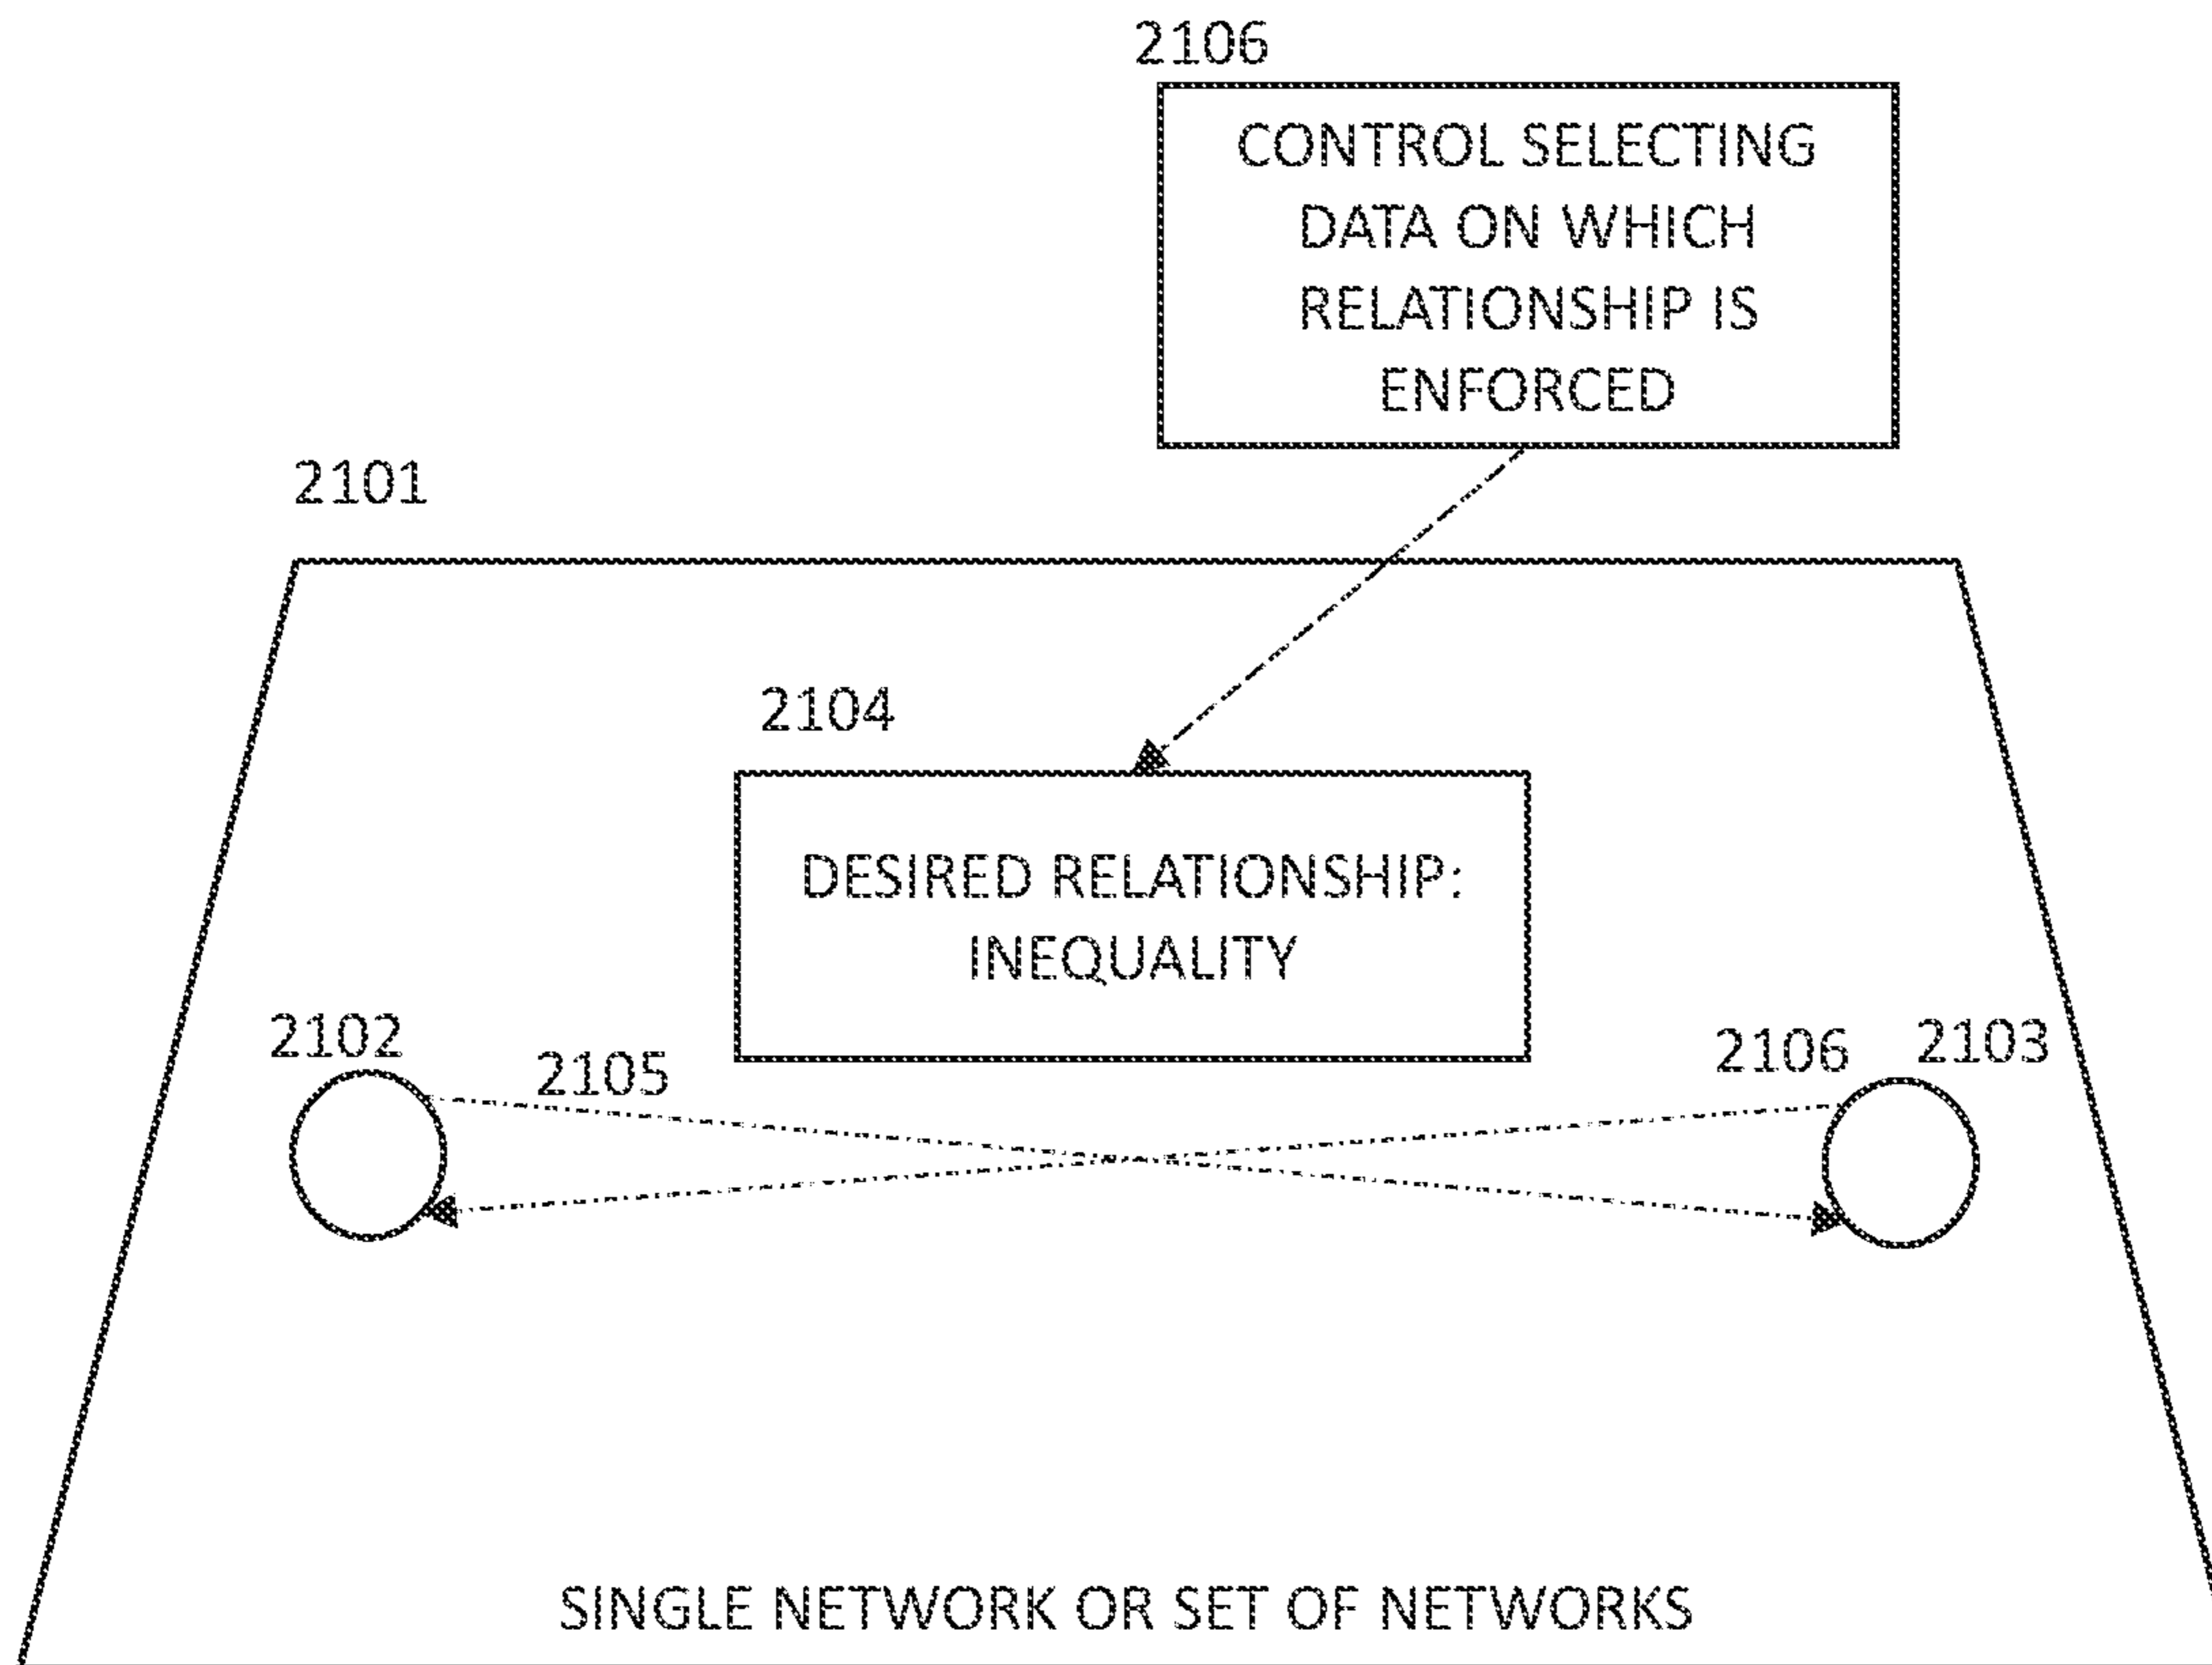 2106
CONTROL SELECTING
DATA ON WHICH
RELATIONSHIP IS
ENFORCED
2101
2104
DESIRED RELATIONSHIP:
INEQUALITY
2102
2105
2106
2103
SINGLE NETWORK OR SET OF NETWORKS